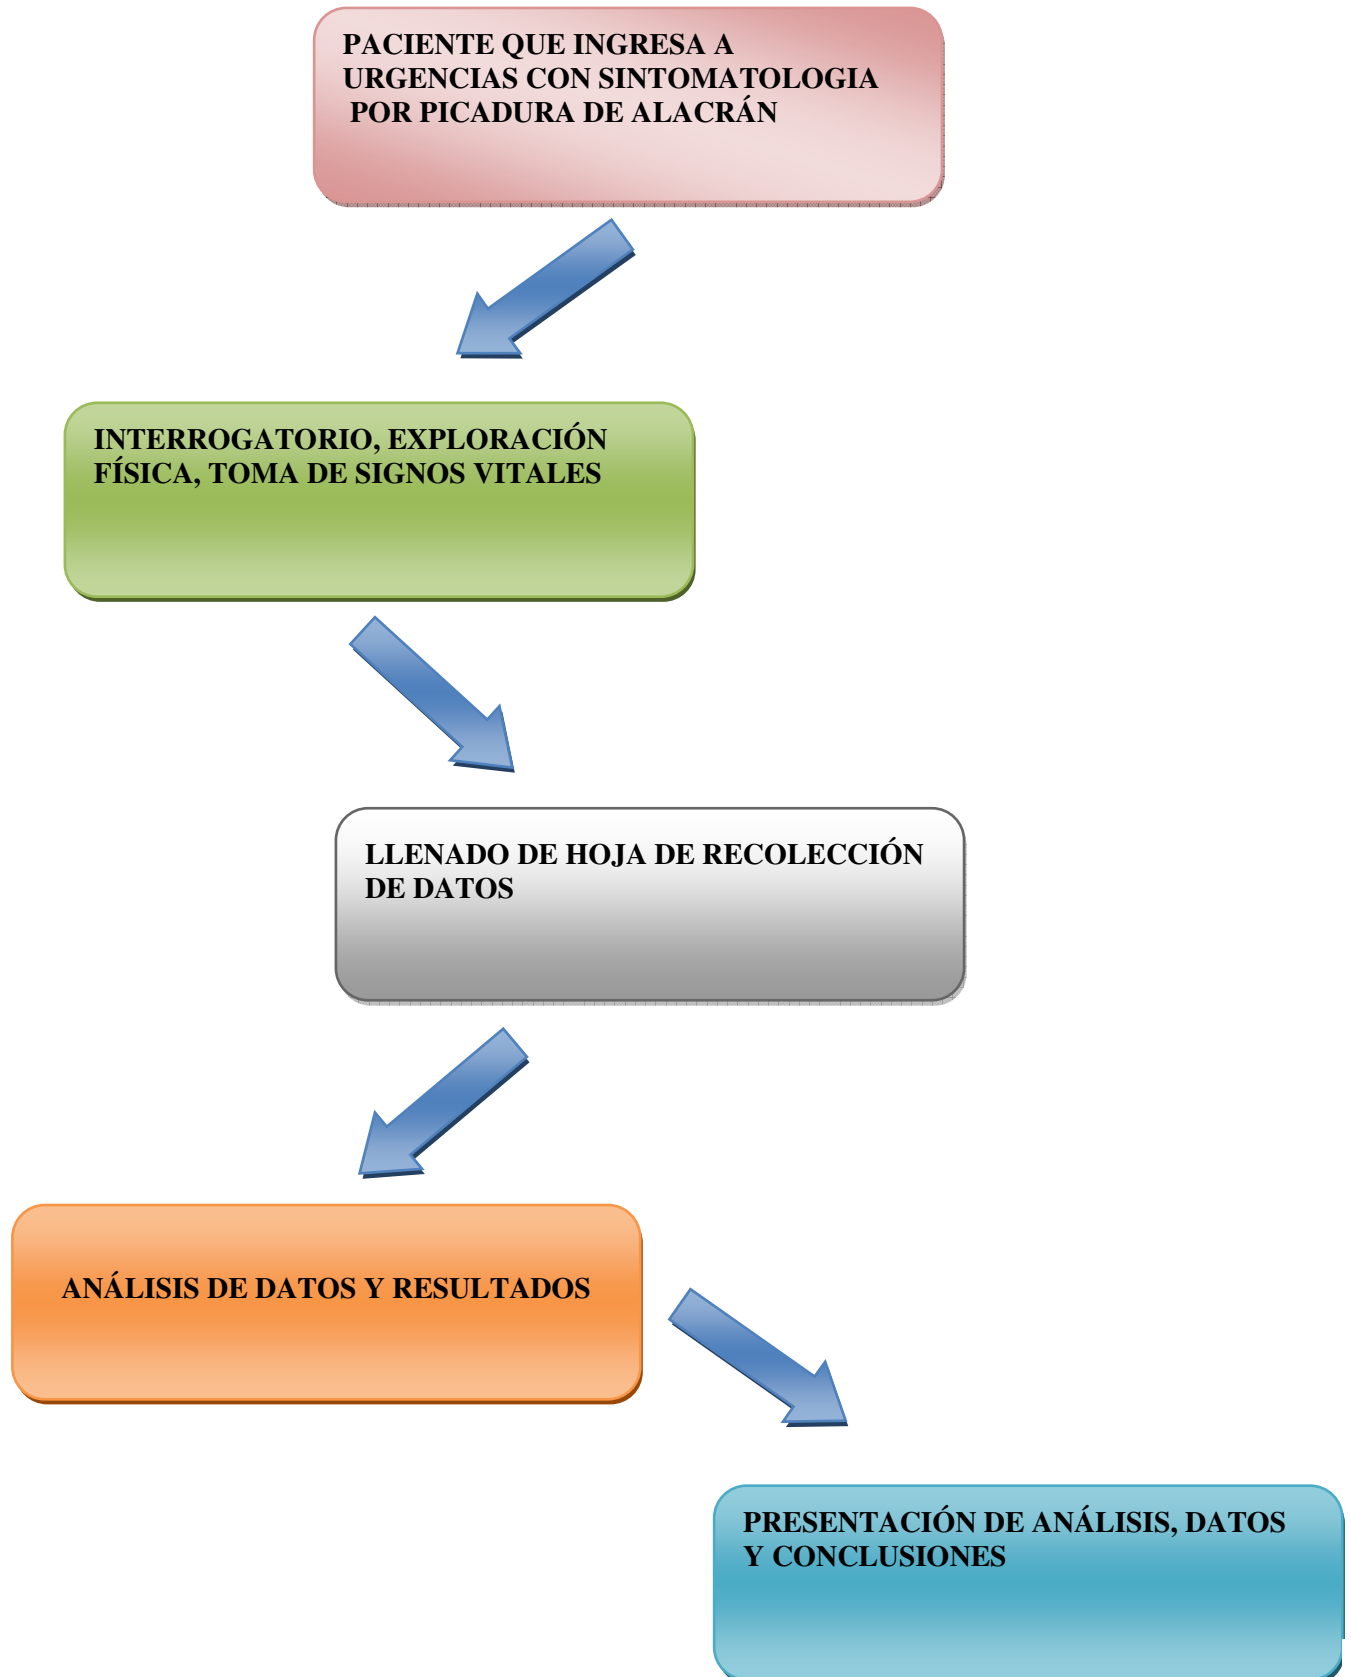 PACIENTE QUE INGRESA A
URGENCIAS CON SINTOMATOLOGIA
POR PICADURA DE ALACRÁN
INTERROGATORIO, EXPLORACIÓN
FÍSICA, TOMA DE SIGNOS VITALES
LLENADO DE HOJA DE RECOLECCIÓN
DE DATOS
ANÁLISIS DE DATOS Y RESULTADOS
PRESENTACIÓN DE ANÁLISIS, DATOS
Y CONCLUSIONES